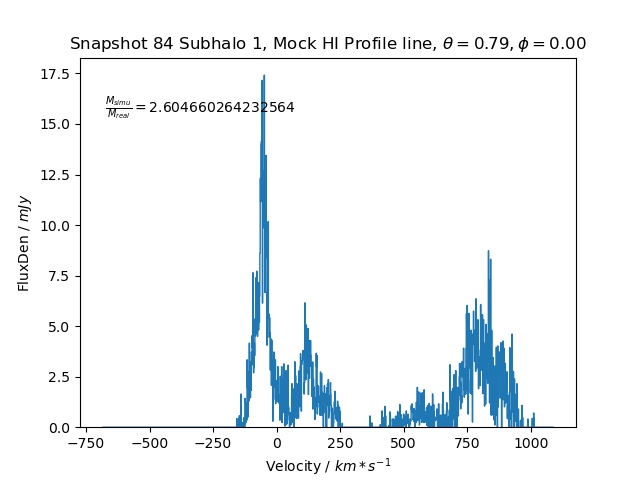 Snapshot 84 Subhalo 1, Mock HI Profile line, θ = 0.79, ϕ = 0.00
17.5
15.0
12.5
10.0
7.5
5.0
2.5
0.0
M_simu/M_real = 2.604660264232564
FluxDen / mJy
−750 −500 −250 0 250 500 750 1000
Velocity / km * s⁻¹